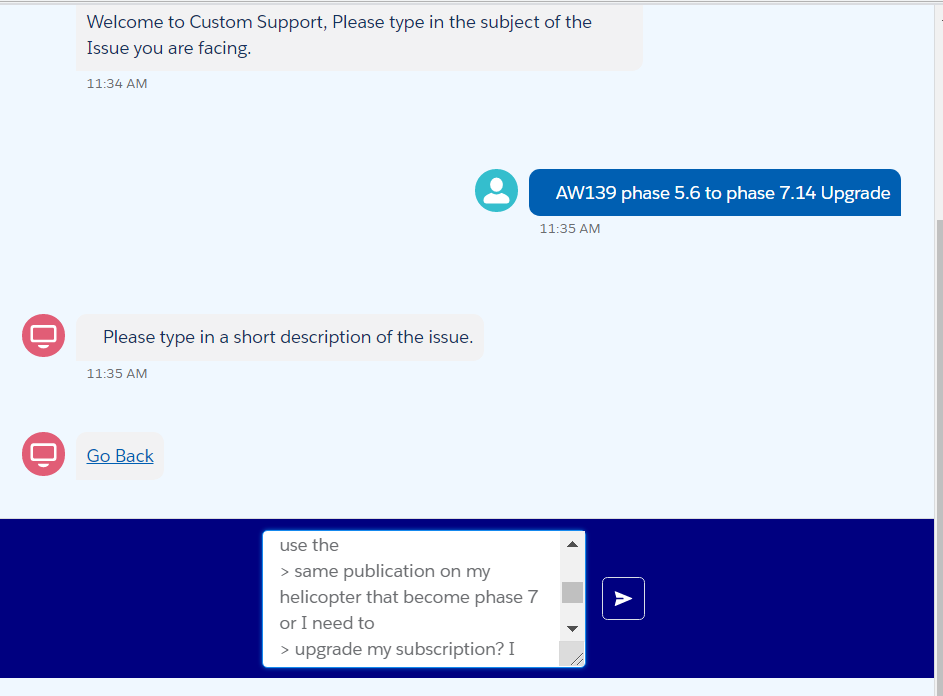 Welcome to Custom Support, Please type in the subject of the
Issue you are facing.
11:34 AM
AW139 phase 5.6 to phase 7.14 Upgrade
11:35 AM
Please type in a short description of the issue.
11:35 AM
Go Back
use the
> same publication on my
helicopter that become phase 7
or I need to
> upgrade my subscription? I